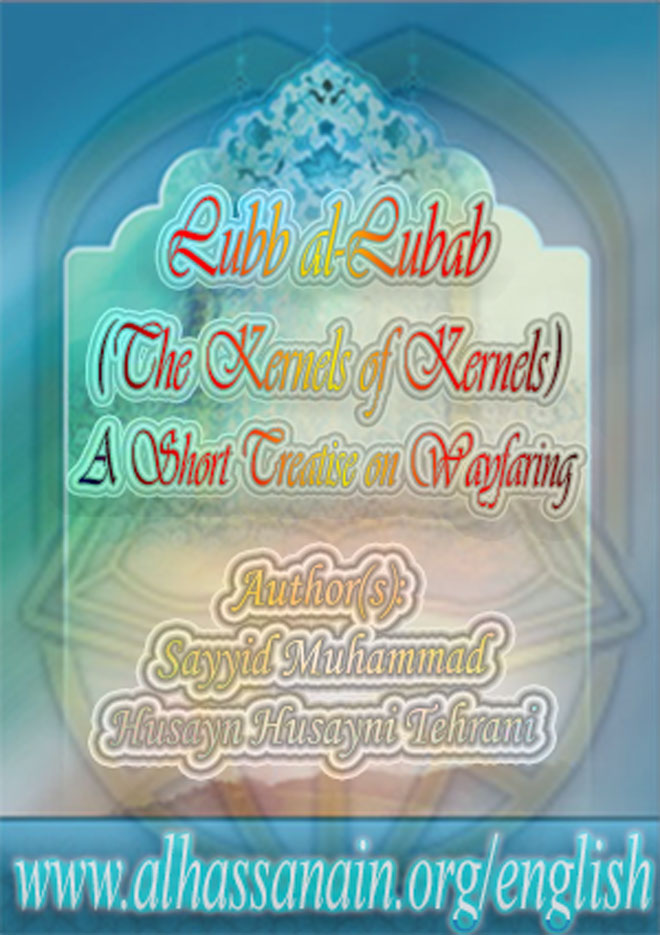 Lubb al-Lubab
(The Kernels of Kernels)
A Short Treatise on Wayfaring
Author(s):
Sayyid Muhammad
Husayn Husayni Tehrani
www.alhassanain.org/english